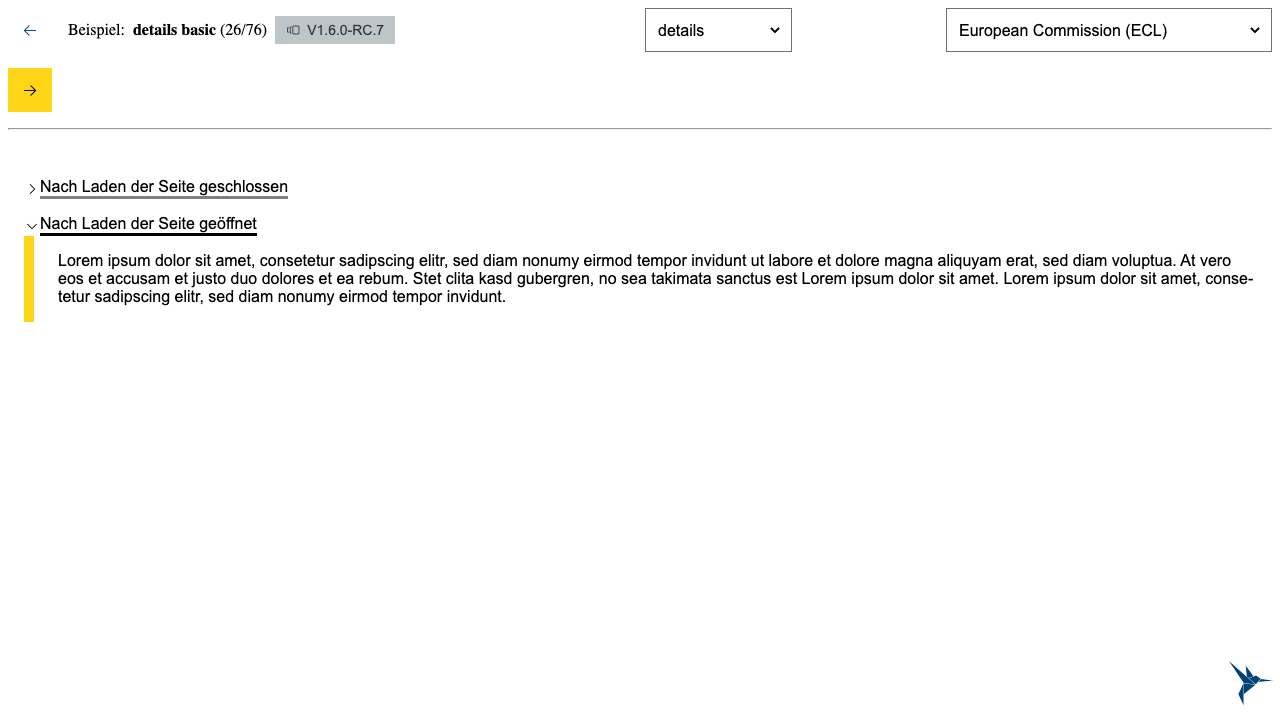 Beispiel: details basic (26/76) V1.6.0-RC.7 details European Commission (ECL)
Nach Laden der Seite geschlossen
Nach Laden der Seite geöffnet
Lorem ipsum dolor sit amet, consetetur sadipscing elitr, sed diam nonumy eirmod tempor invidunt ut labore et dolore magna aliquyam erat, sed diam voluptua. At vero
eos et accusam et justo duo dolores et ea rebum. Stet clita kasd gubergren, no sea takimata sanctus est Lorem ipsum dolor sit amet. Lorem ipsum dolor sit amet, conse-
tetur sadipscing elitr, sed diam nonumy eirmod tempor invidunt.